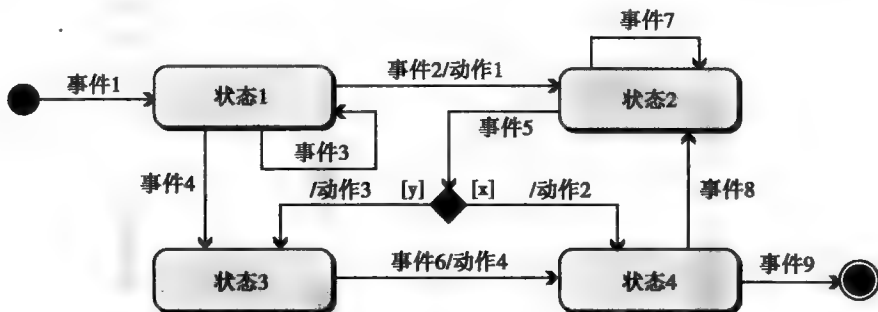 事件7
事件1
状态1
事件2/动作1
状态2
事件3
事件5
事件4
/动作3
[y]
[x]
/动作2
事件8
状态3
事件6/动作4
状态4
事件9